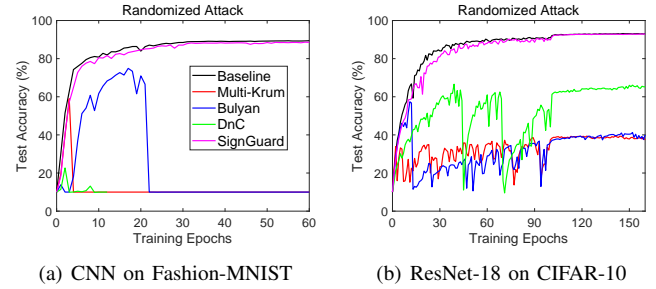 Randomized Attack
Test Accuracy (%)
100
80
60
40
20
0
Baseline
Multi-Krum
Bulyan
DnC
SignGuard
0 10 20 30 40 50 60
Training Epochs
(a) CNN on Fashion-MNIST
Randomized Attack
Test Accuracy (%)
100
80
60
40
20
0
0 30 60 90 120 150
Training Epochs
(b) ResNet-18 on CIFAR-10